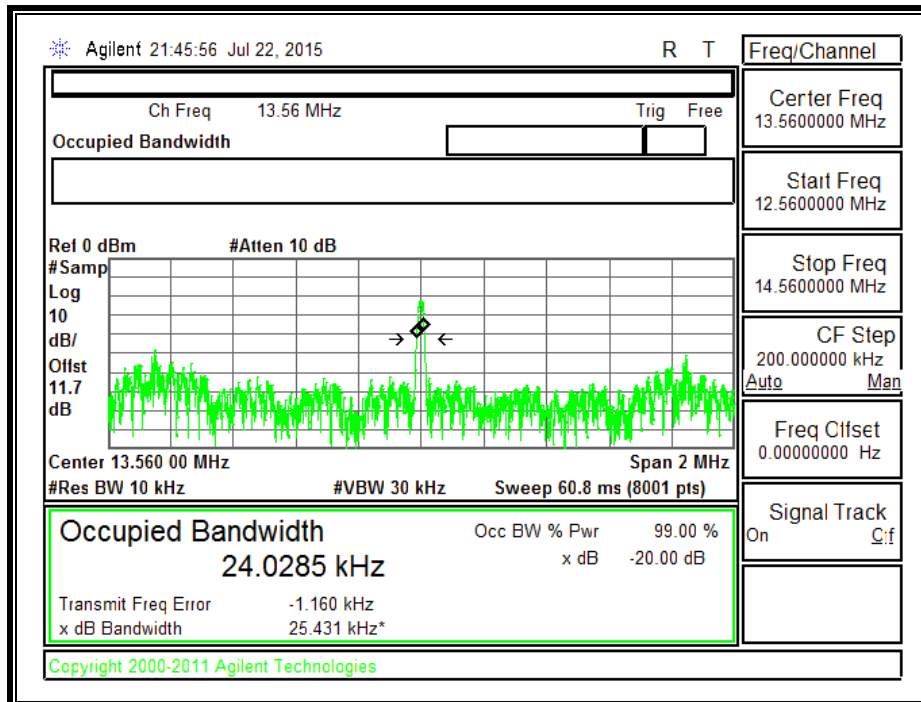 Agilent 21:45:56 Jul 22, 2015 R T
Freq/Channel
Ch Freq 13.56 MHz Trig Free
Occupied Bandwidth
Center Freq
13.5600000 MHz
Start Freq
12.5600000 MHz
Stop Freq
14.5600000 MHz
CF Step
200.000000 kHz
Auto Man
Freq Offset
0.00000000 Hz
Signal Track
On Off
Ref 0 dBm #Atten 10 dB
#Samp
Log
10
dB/
Offst
11.7
dB
Center 13.560 00 MHz Span 2 MHz
#Res BW 10 kHz #VBW 30 kHz Sweep 60.8 ms (8001 pts)
Occupied Bandwidth
24.0285 kHz
Occ BW % Pwr 99.00 %
x dB -20.00 dB
Transmit Freq Error -1.160 kHz
x dB Bandwidth 25.431 kHz*
Copyright 2000-2011 Agilent Technologies